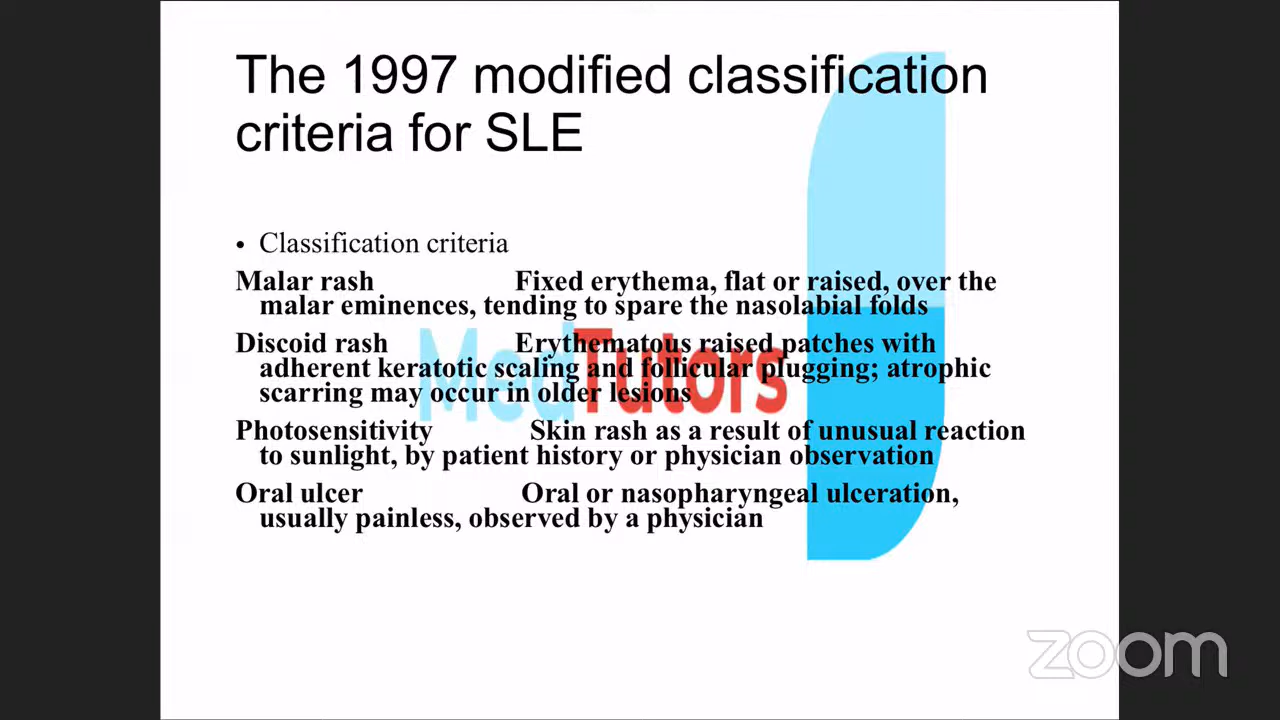 The 1997 modified classification
criteria for SLE
• Classification criteria
Malar rash Fixed erythema, flat or raised, over the
malar eminences, tending to spare the nasolabial folds
Discoid rash Erythematous raised patches with
adherent keratotic scaling and follicular plugging; atrophic
scarring may occur in older lesions
Photosensitivity Skin rash as a result of unusual reaction
to sunlight, by patient history or physician observation
Oral ulcer Oral or nasopharyngeal ulceration,
usually painless, observed by a physician
MedTutors
zoom